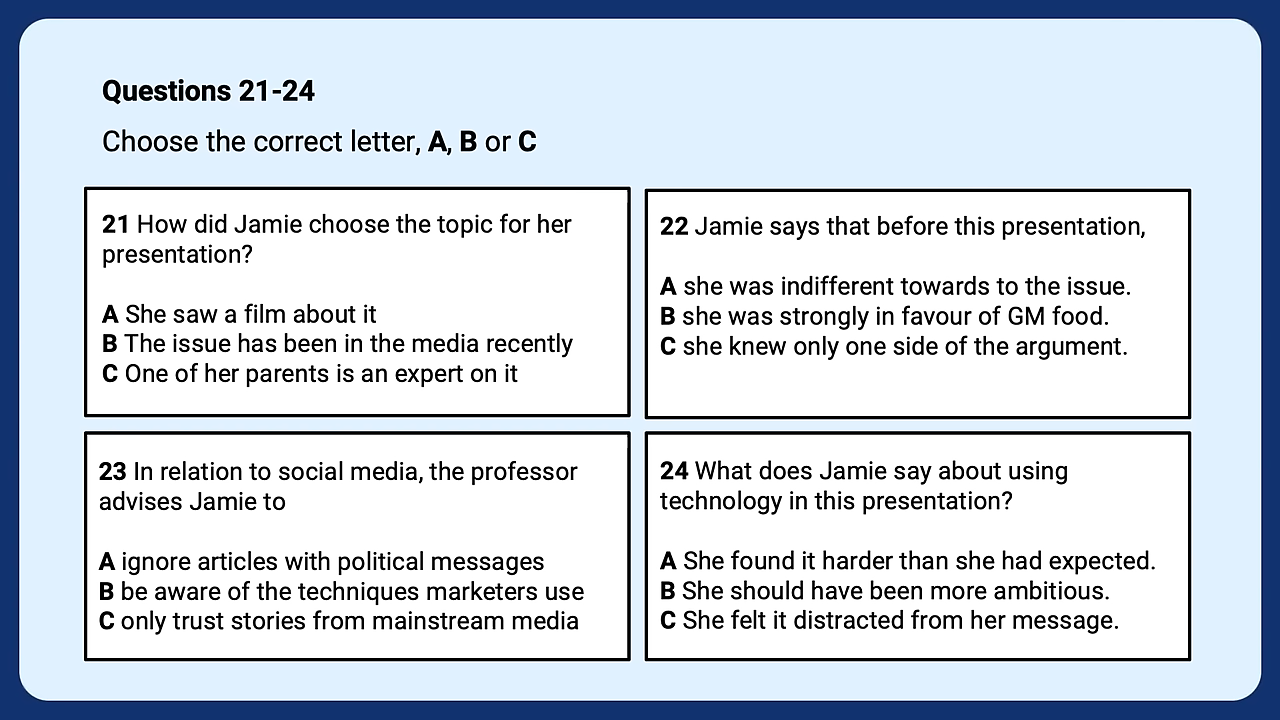 Questions 21-24
Choose the correct letter, A, B or C
21 How did Jamie choose the topic for her
presentation?
A She saw a film about it
B The issue has been in the media recently
C One of her parents is an expert on it
22 Jamie says that before this presentation,
A she was indifferent towards to the issue.
B she was strongly in favour of GM food.
C she knew only one side of the argument.
23 In relation to social media, the professor
advises Jamie to
A ignore articles with political messages
B be aware of the techniques marketers use
C only trust stories from mainstream media
24 What does Jamie say about using
technology in this presentation?
A She found it harder than she had expected.
B She should have been more ambitious.
C She felt it distracted from her message.